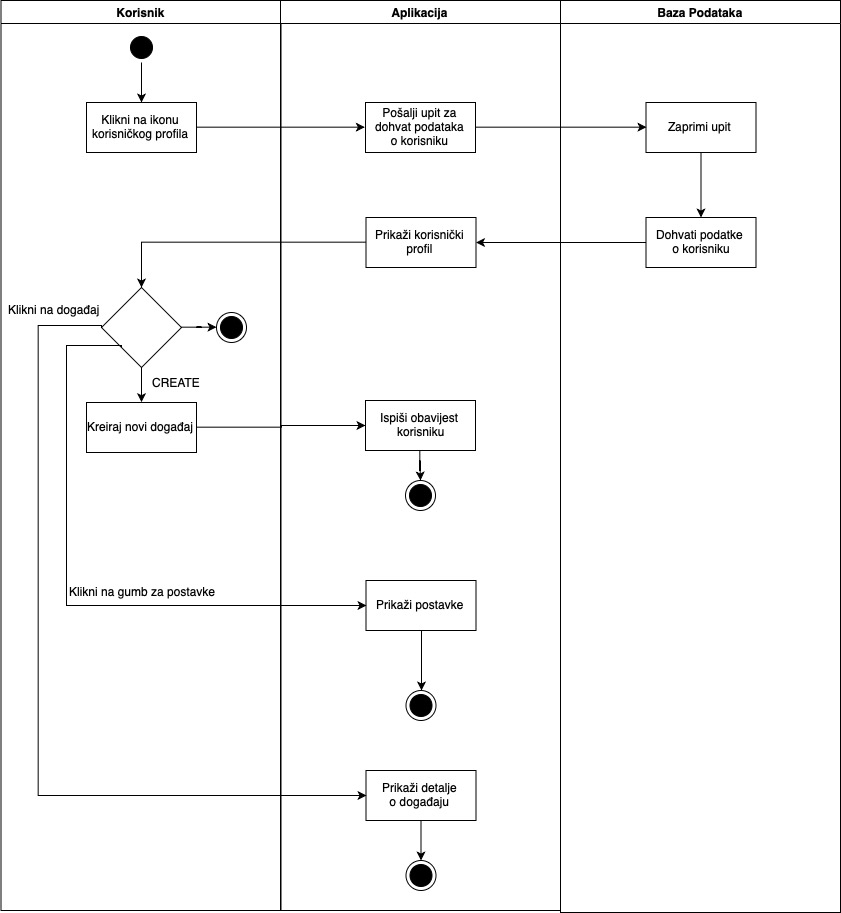 Korisnik
Aplikacija
Baza Podataka
Klikni na ikonu
korisničkog profila
Pošalji upit za
dohvat podataka
o korisniku
Zaprimi upit
Prikaži korisnički
profil
Dohvati podatke
o korisniku
Klikni na događaj
CREATE
Kreiraj novi događaj
Ispiši obavijest
korisniku
Klikni na gumb za postavke
Prikaži postavke
Prikaži detalje
o događaju